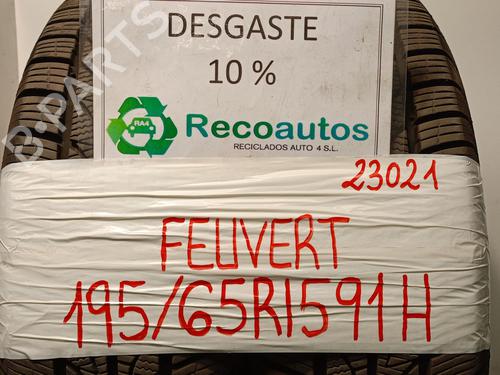 DESGASTE
10 %
RA4
Recoautos
RECICLADOS AUTO 4 S.L.
23021
FEUVERT
195/65R1591H
B-PARTS